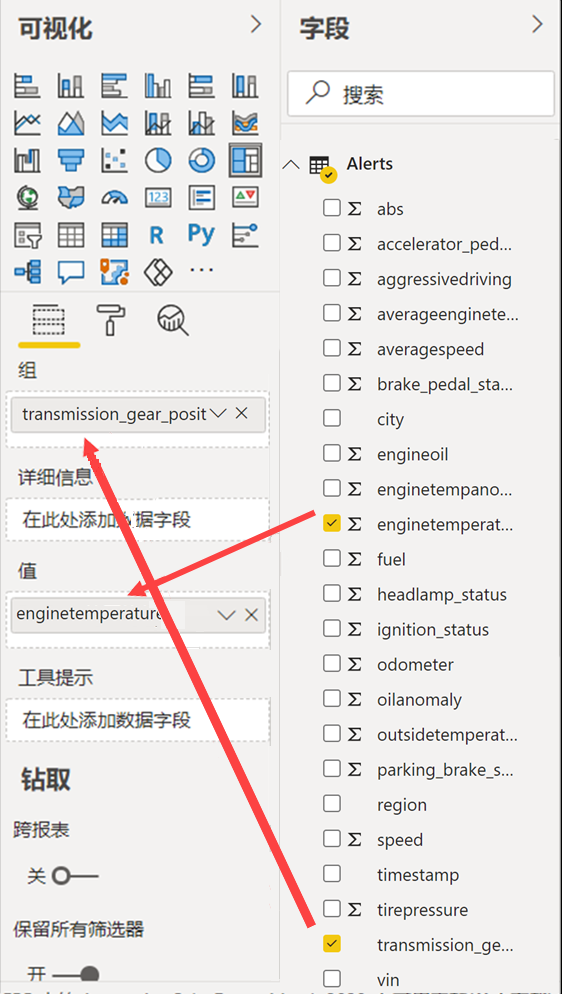 可视化
123
R
Py
组
transmission_gear_posit
详细信息
在此处添加数据字段
值
enginetemperature
工具提示
在此处添加数据字段
钻取
跨报表
关
保留所有筛选器
开
字段
搜索
Alerts
abs
accelerator_ped...
aggressivedriving
averageenginete...
averagespeed
brake_pedal_sta...
city
engineoil
enginetempano...
enginetemperat...
fuel
headlamp_status
ignition_status
odometer
oilanomaly
outsidetemperat...
parking_brake_s...
region
speed
timestamp
tirepressure
transmission_ge...
vin